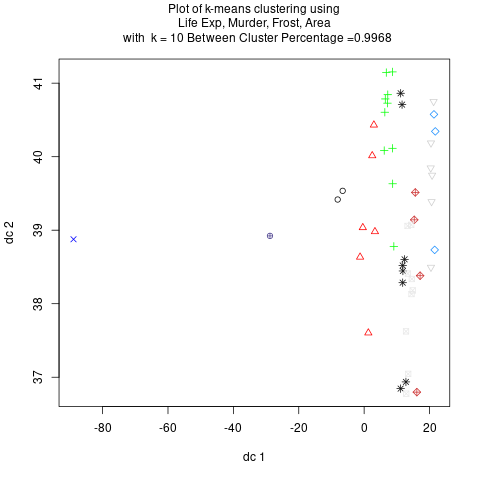 Plot of k-means clustering using
Life Exp, Murder, Frost, Area
with  k = 10 Between Cluster Percentage =0.9968
41
40
39
38
37
dc 2
-80
-60
-40
-20
0
20
dc 1